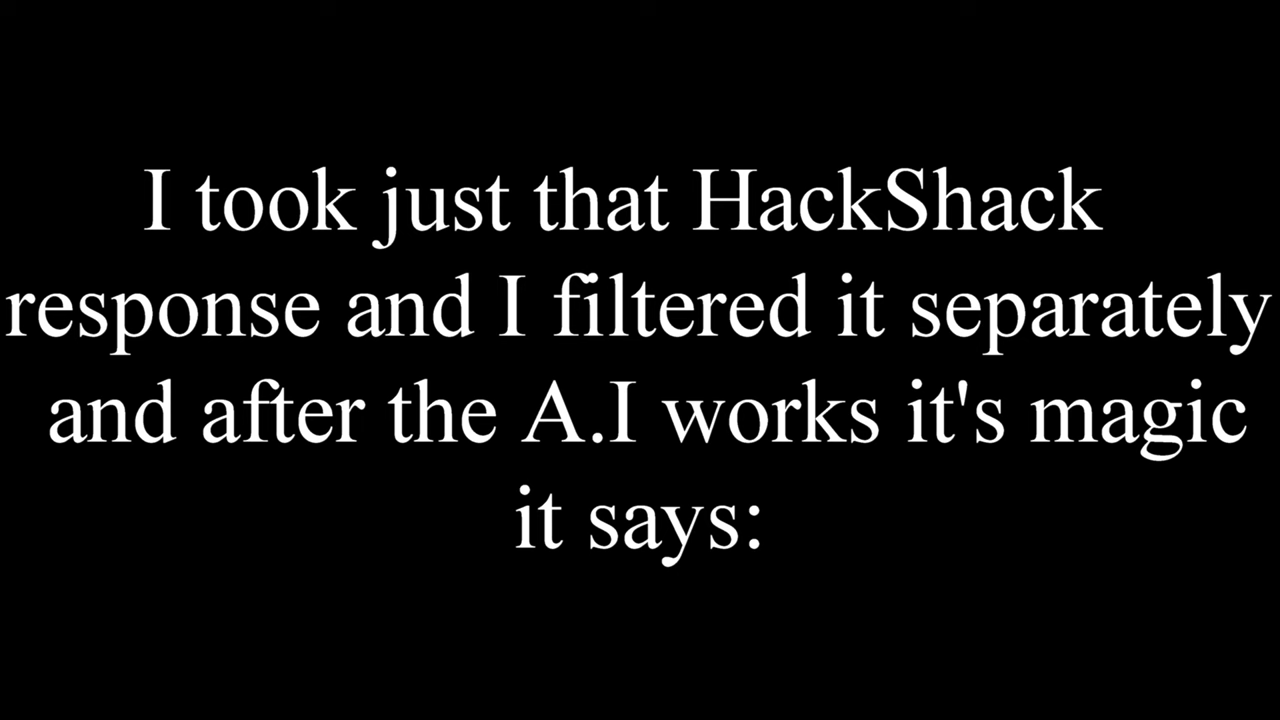 I took just that HackShack
response and I filtered it separately
and after the A.I works it's magic
it says: